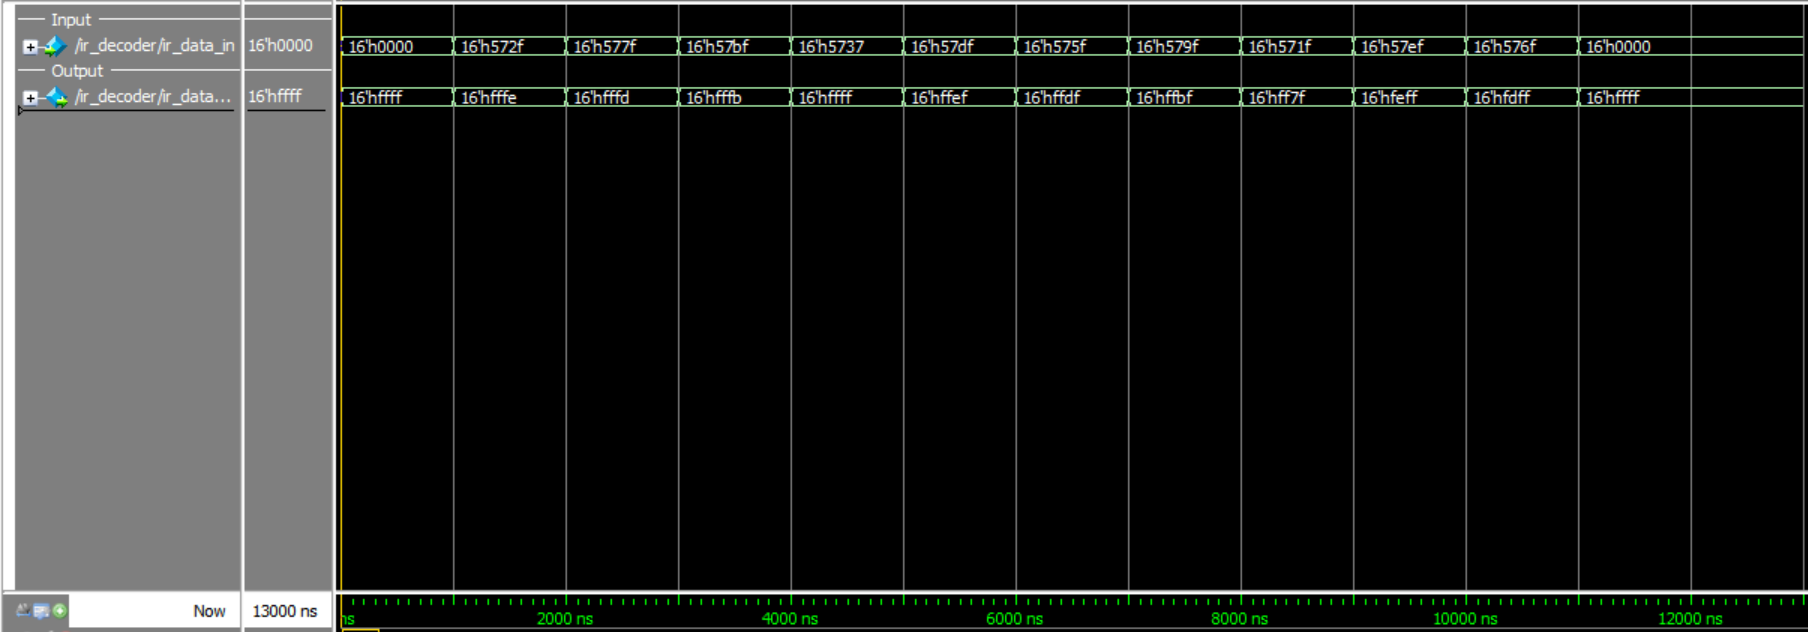 Input
/ir_decoder/ir_data_in 16'h0000 16'h0000 16'h572f 16'h577f 16'h57bf 16'h5737 16'h57df 16'h575f 16'h579f 16'h571f 16'h57ef 16'h576f 16'h0000
Output
/ir_decoder/ir_data... 16'hffff 16'hffff 16'hfffe 16'hfffd 16'hfffb 16'hffff 16'hffef 16'hffdf 16'hffbf 16'hff7f 16'hfeff 16'hfdff 16'hffff
Now 13000 ns ns 2000 ns 4000 ns 6000 ns 8000 ns 10000 ns 12000 ns